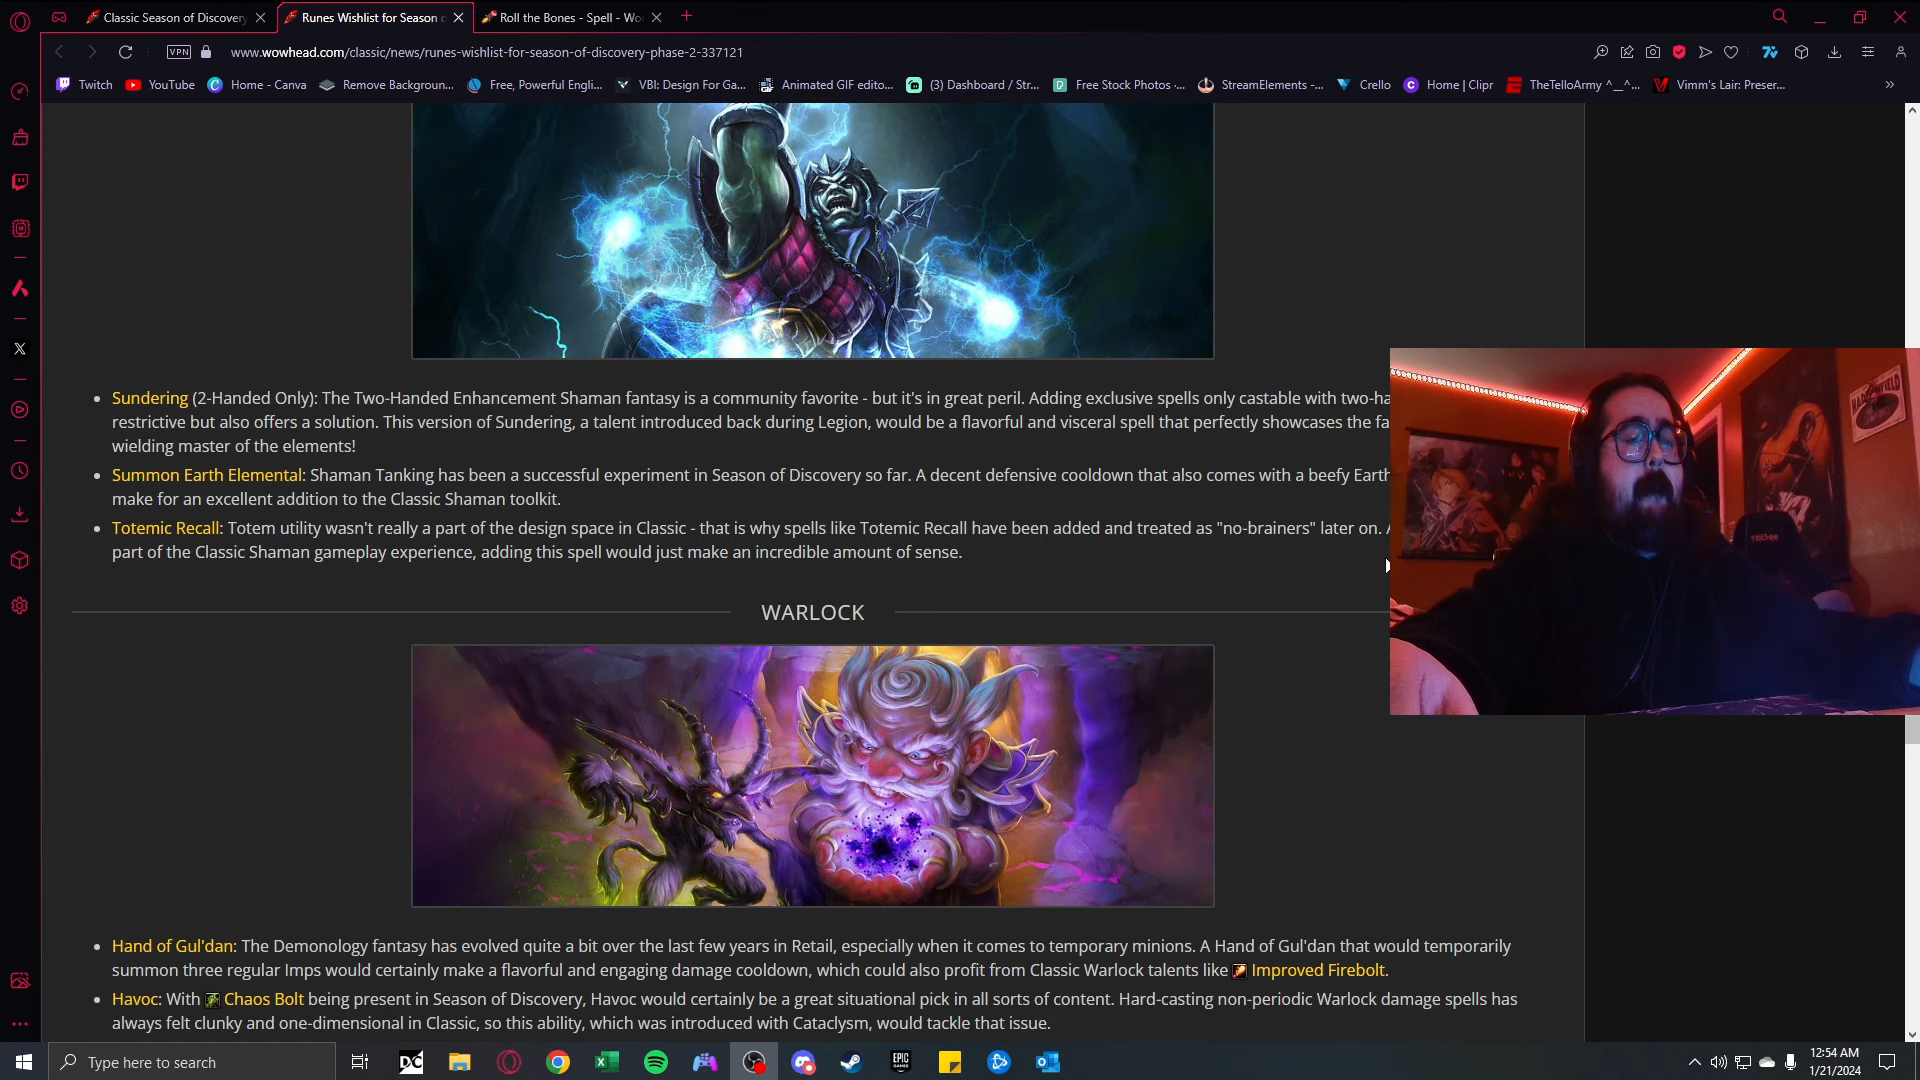 Classic Season of Discovery
Runes Wishlist for Season o
Roll the Bones - Spell - Wo
VPN
www.wowhead.com/classic/news/runes-wishlist-for-season-of-discovery-phase-2-337121
Twitch
YouTube
Home - Canva
Remove Backgroun...
Free, Powerful Engli...
VBI: Design For Ga...
Animated GIF edito...
(3) Dashboard / Str...
Free Stock Photos ·...
StreamElements -...
Crello
Home | Clipr
TheTelloArmy ^__^...
Vimm's Lair: Preser...
Sundering (2-Handed Only): The Two-Handed Enhancement Shaman fantasy is a community favorite - but it's in great peril. Adding exclusive spells only castable with two-ha
restrictive but also offers a solution. This version of Sundering, a talent introduced back during Legion, would be a flavorful and visceral spell that perfectly showcases the fa
wielding master of the elements!
Summon Earth Elemental: Shaman Tanking has been a successful experiment in Season of Discovery so far. A decent defensive cooldown that also comes with a beefy Earth
make for an excellent addition to the Classic Shaman toolkit.
Totemic Recall: Totem utility wasn't really a part of the design space in Classic - that is why spells like Totemic Recall have been added and treated as "no-brainers" later on. A
part of the Classic Shaman gameplay experience, adding this spell would just make an incredible amount of sense.
WARLOCK
Hand of Gul'dan: The Demonology fantasy has evolved quite a bit over the last few years in Retail, especially when it comes to temporary minions. A Hand of Gul'dan that would temporarily
summon three regular Imps would certainly make a flavorful and engaging damage cooldown, which could also profit from Classic Warlock talents like Improved Firebolt.
Havoc: With Chaos Bolt being present in Season of Discovery, Havoc would certainly be a great situational pick in all sorts of content. Hard-casting non-periodic Warlock damage spells has
always felt clunky and one-dimensional in Classic, so this ability, which was introduced with Cataclysm, would tackle that issue.
Type here to search
DC
EPIC GAMES
12:54 AM
1/21/2024